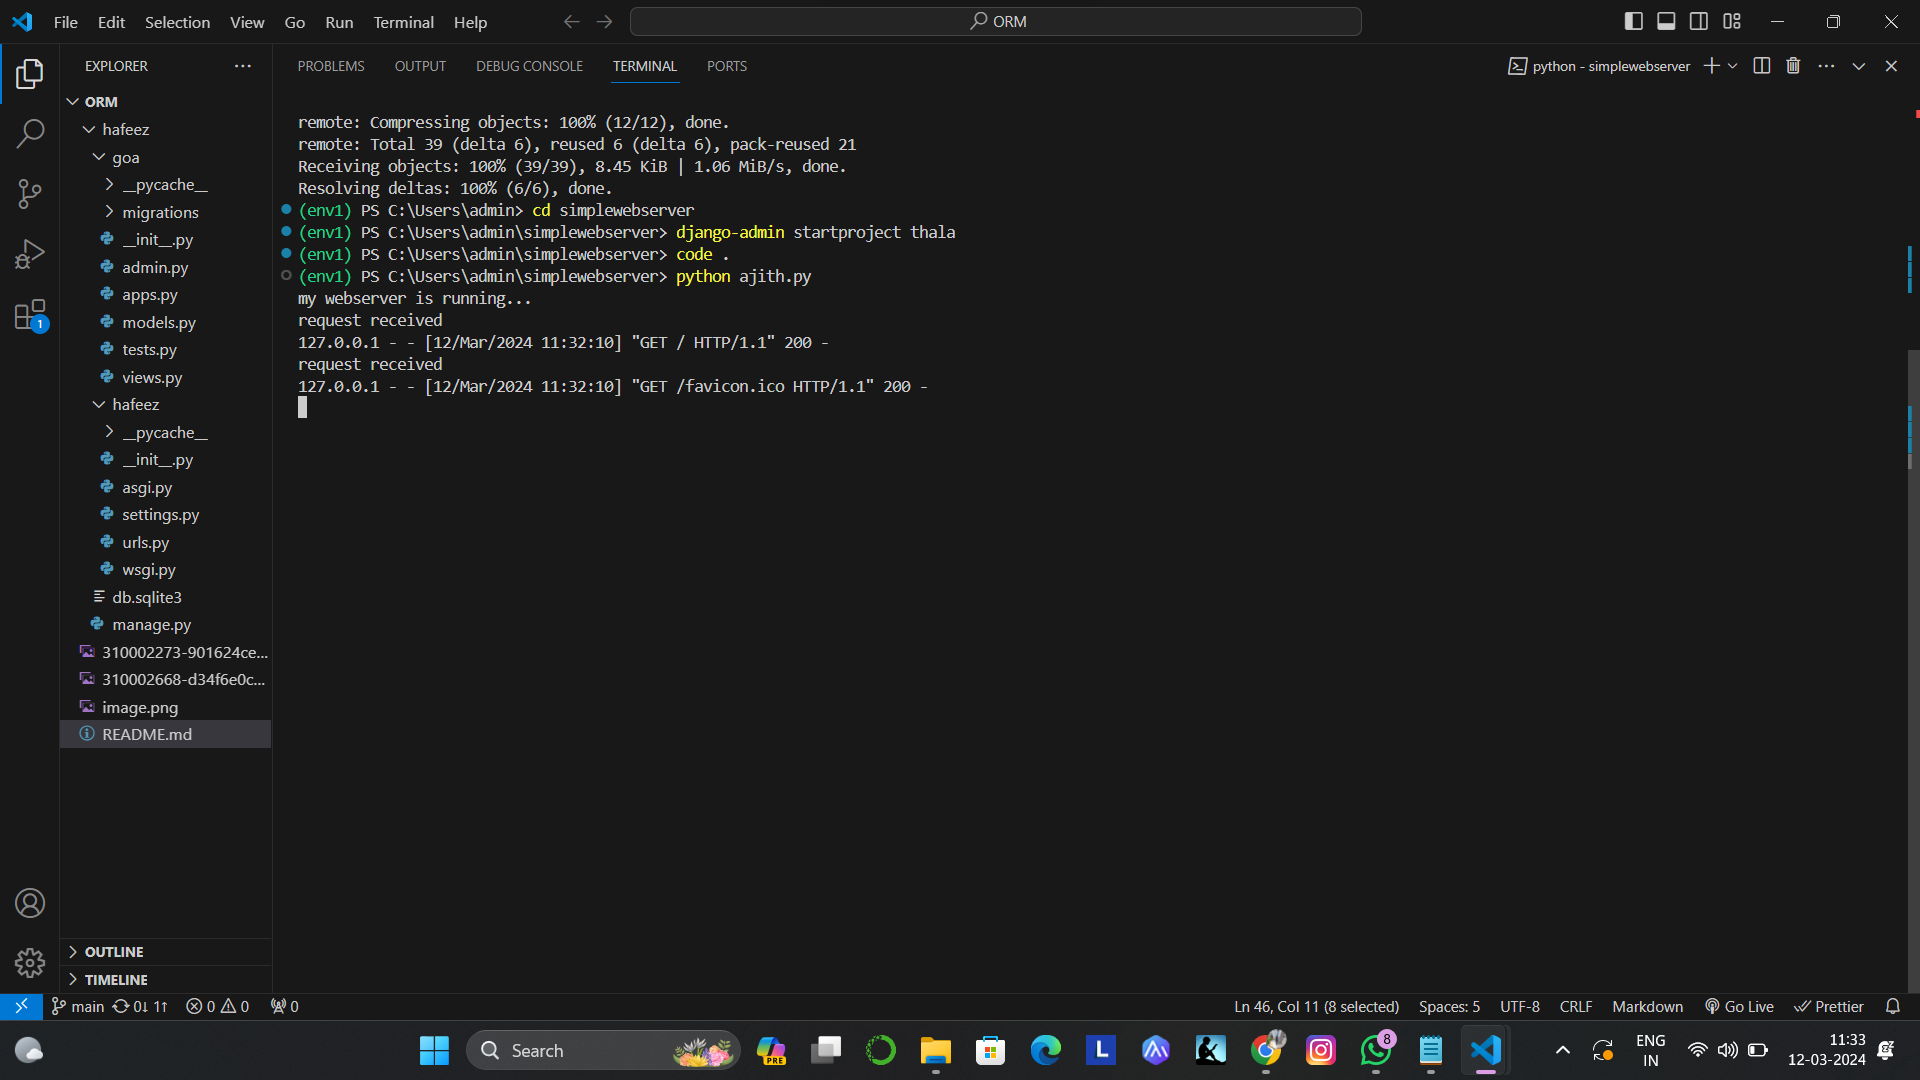 File Edit Selection View Go Run Terminal Help
ORM
EXPLORER
PROBLEMS OUTPUT DEBUG CONSOLE TERMINAL PORTS
python - simplewebserver
ORM
hafeez
goa
__pycache__
migrations
__init__.py
admin.py
apps.py
models.py
tests.py
views.py
hafeez
__pycache__
__init__.py
asgi.py
settings.py
urls.py
wsgi.py
db.sqlite3
manage.py
310002273-901624ce...
310002668-d34f6e0c...
image.png
README.md
OUTLINE
TIMELINE
remote: Compressing objects: 100% (12/12), done.
remote: Total 39 (delta 6), reused 6 (delta 6), pack-reused 21
Receiving objects: 100% (39/39), 8.45 KiB | 1.06 MiB/s, done.
Resolving deltas: 100% (6/6), done.
(env1) PS C:\Users\admin> cd simplewebserver
(env1) PS C:\Users\admin\simplewebserver> django-admin startproject thala
(env1) PS C:\Users\admin\simplewebserver> code .
(env1) PS C:\Users\admin\simplewebserver> python ajith.py
my webserver is running...
request received
127.0.0.1 - - [12/Mar/2024 11:32:10] "GET / HTTP/1.1" 200 -
request received
127.0.0.1 - - [12/Mar/2024 11:32:10] "GET /favicon.ico HTTP/1.1" 200 -
1
main 0↓ 1↑ 0 0 0
Ln 46, Col 11 (8 selected) Spaces: 5 UTF-8 CRLF Markdown Go Live Prettier
Search
PRE
L
8
ENG
IN
11:33
12-03-2024